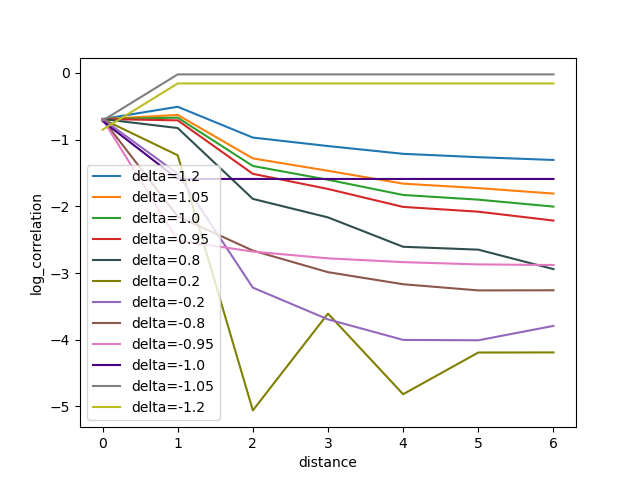 0
−1
−2
−3
−4
−5
log_correlation
delta=1.2
delta=1.05
delta=1.0
delta=0.95
delta=0.8
delta=0.2
delta=-0.2
delta=-0.8
delta=-0.95
delta=-1.0
delta=-1.05
delta=-1.2
0 1 2 3 4 5 6
distance